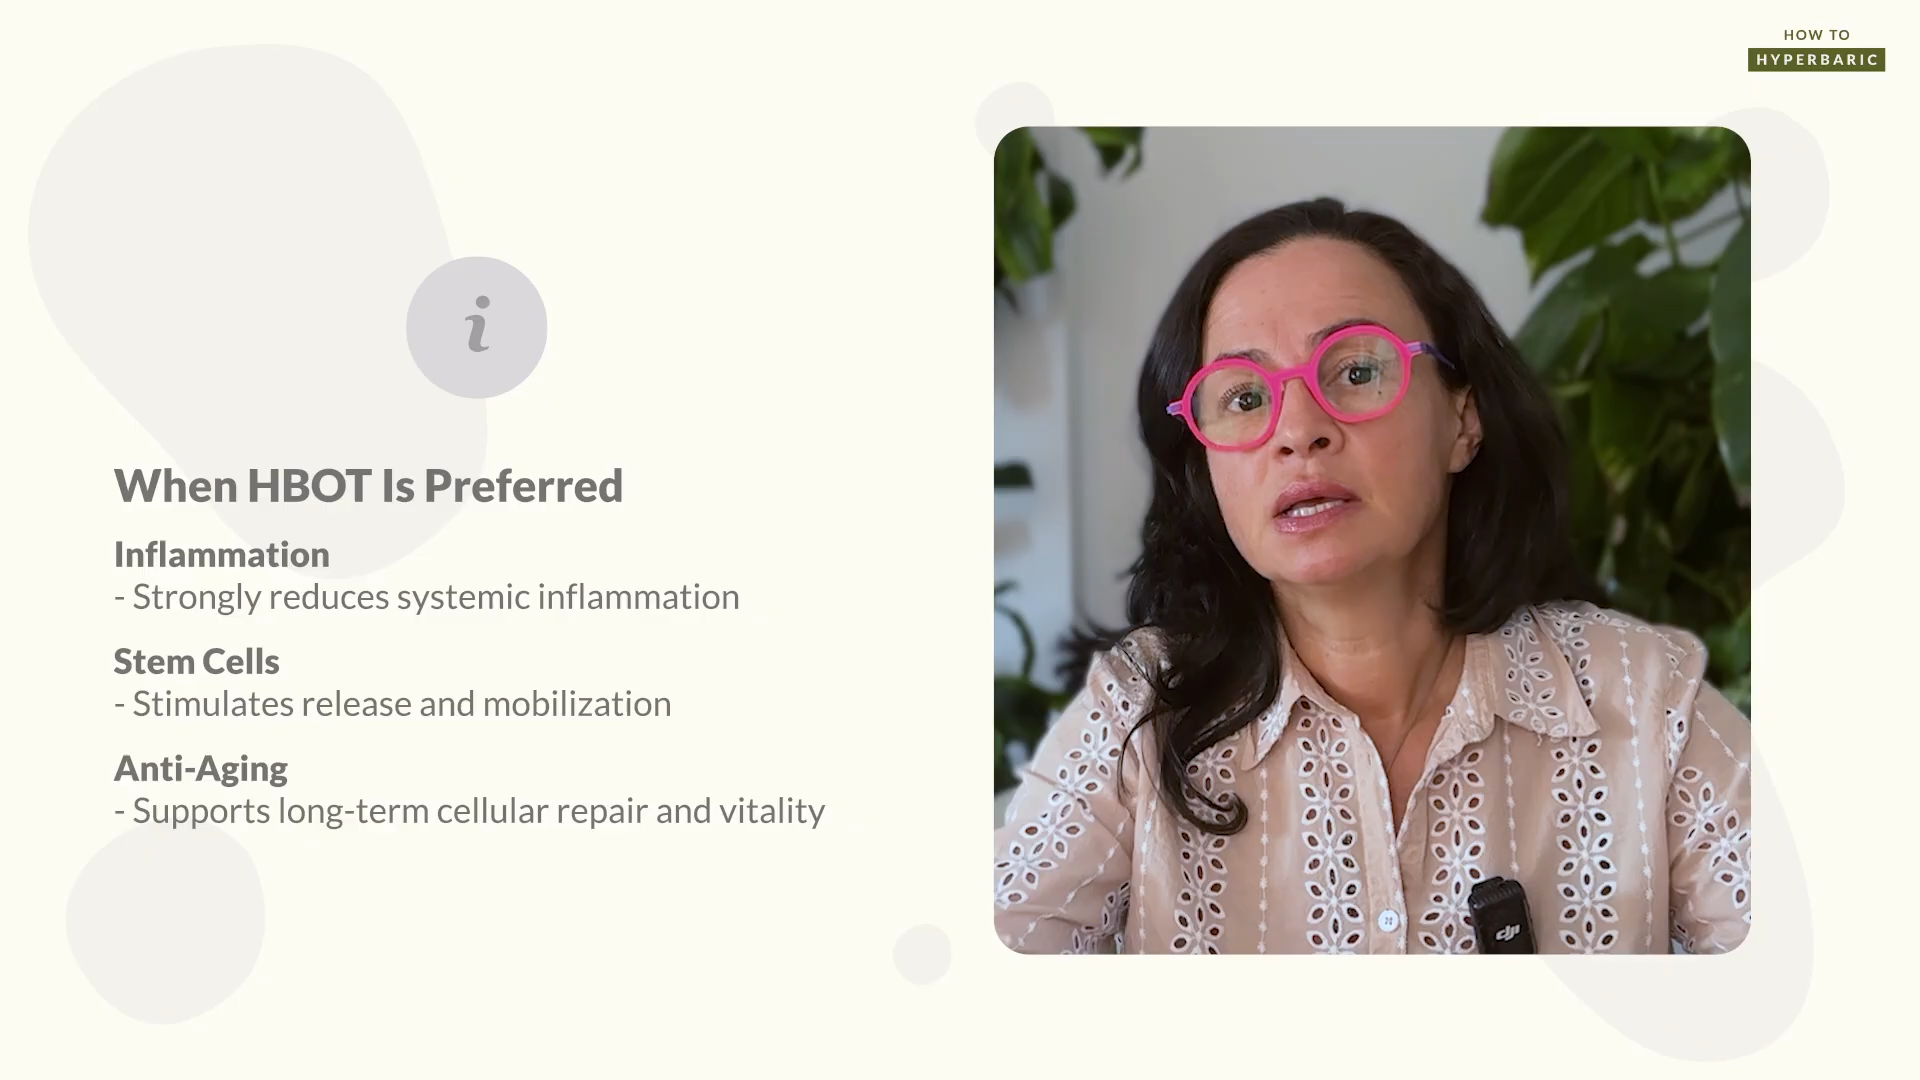 HOW TO
HYPERBARIC
i
When HBOT Is Preferred
Inflammation
- Strongly reduces systemic inflammation
Stem Cells
- Stimulates release and mobilization
Anti-Aging
- Supports long-term cellular repair and vitality
dji